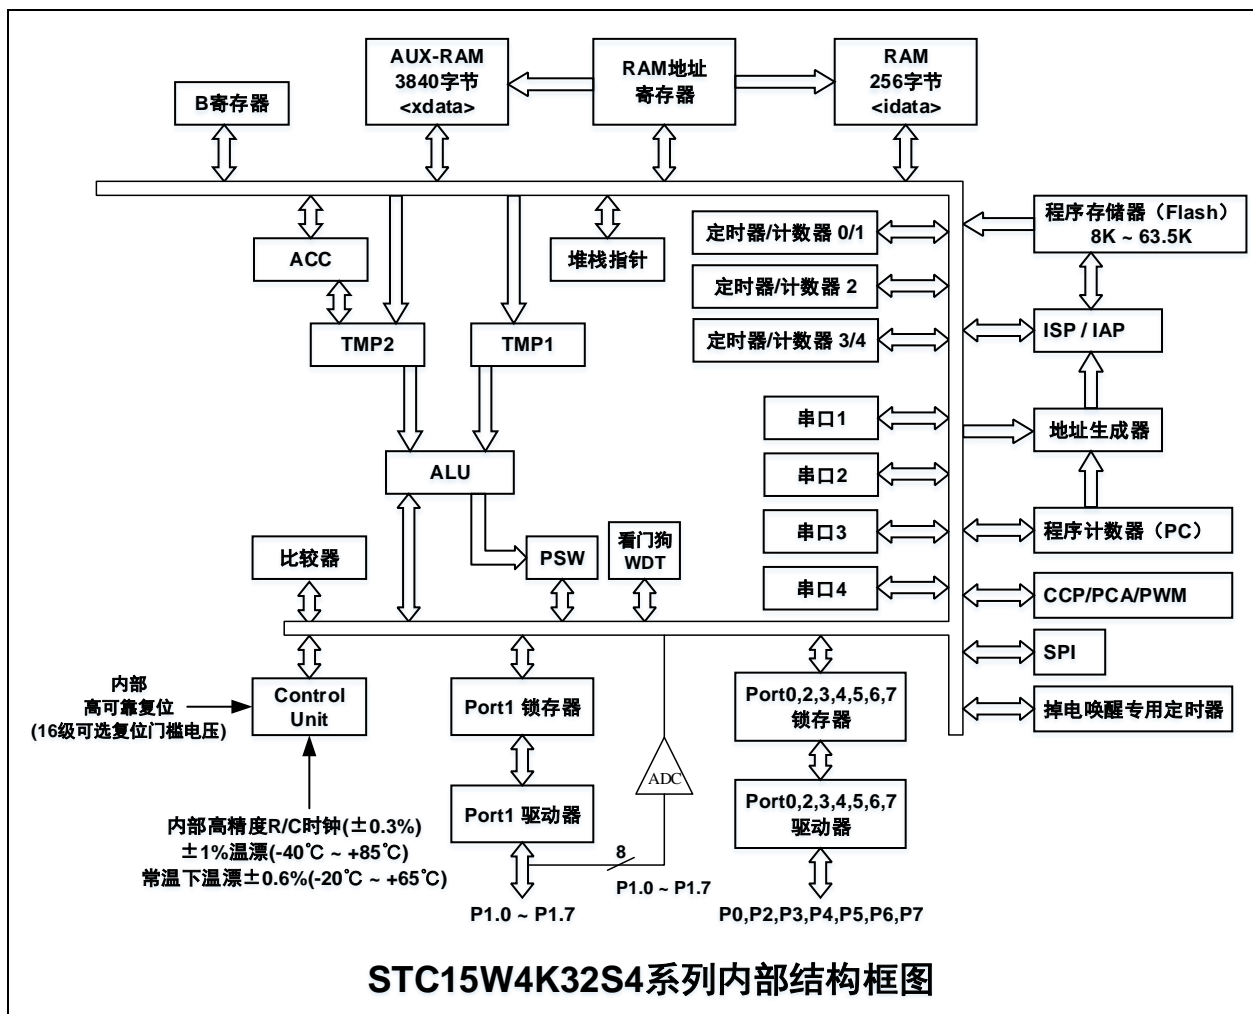 AUX-RAM
3840字节
<xdata>
RAM地址
寄存器
RAM
256字节
<idata>
B寄存器
程序存储器（Flash）
8K ~ 63.5K
定时器/计数器 0/1
ACC
堆栈指针
定时器/计数器 2
TMP2
TMP1
定时器/计数器 3/4
ISP / IAP
串口1
地址生成器
ALU
串口2
比较器
PSW
看门狗
WDT
串口3
程序计数器（PC）
串口4
CCP/PCA/PWM
SPI
内部
高可靠复位
(16级可选复位门槛电压)
Control
Unit
Port1 锁存器
Port0,2,3,4,5,6,7
锁存器
掉电唤醒专用定时器
ADC
Port1 驱动器
Port0,2,3,4,5,6,7
驱动器
内部高精度R/C时钟(±0.3%)
±1%温漂(-40℃ ~ +85℃)
常温下温漂±0.6%(-20℃ ~ +65℃)
8
P1.0 ~ P1.7
P1.0 ~ P1.7
P0,P2,P3,P4,P5,P6,P7
STC15W4K32S4系列内部结构框图